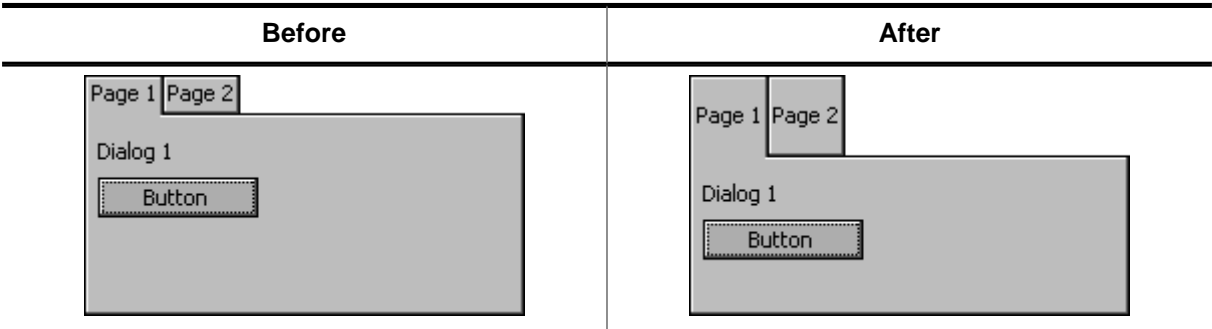 Before After
Page 1 Page 2
Dialog 1
Button
Page 1 Page 2
Dialog 1
Button